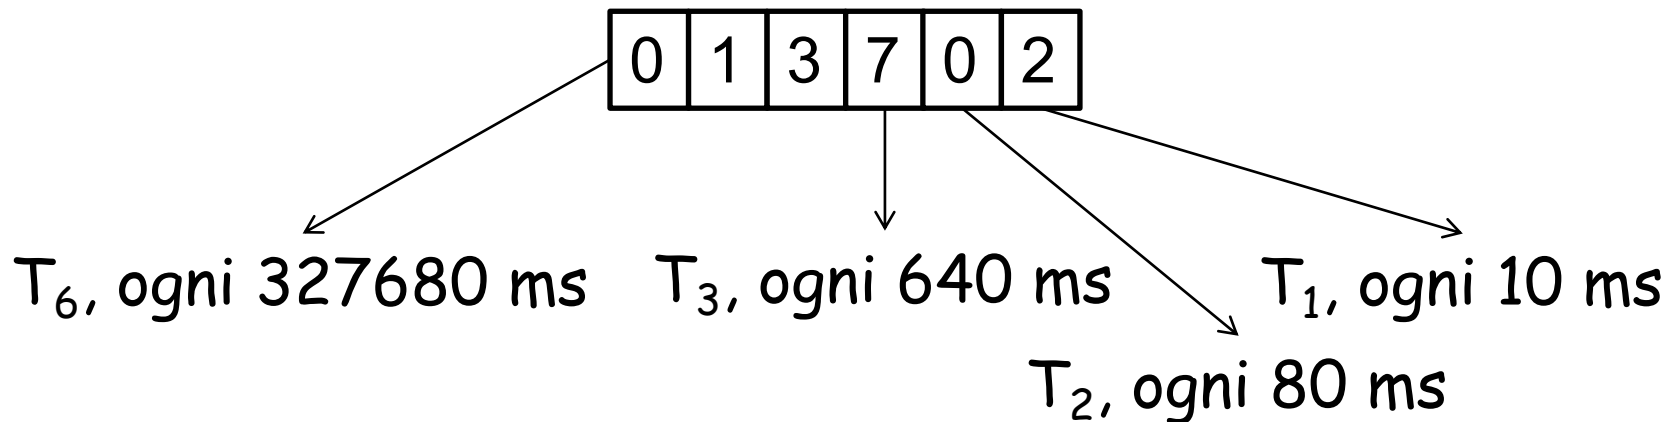 0 1 3 7 0 2
T₆, ogni 327680 ms
T₃, ogni 640 ms
T₁, ogni 10 ms
T₂, ogni 80 ms